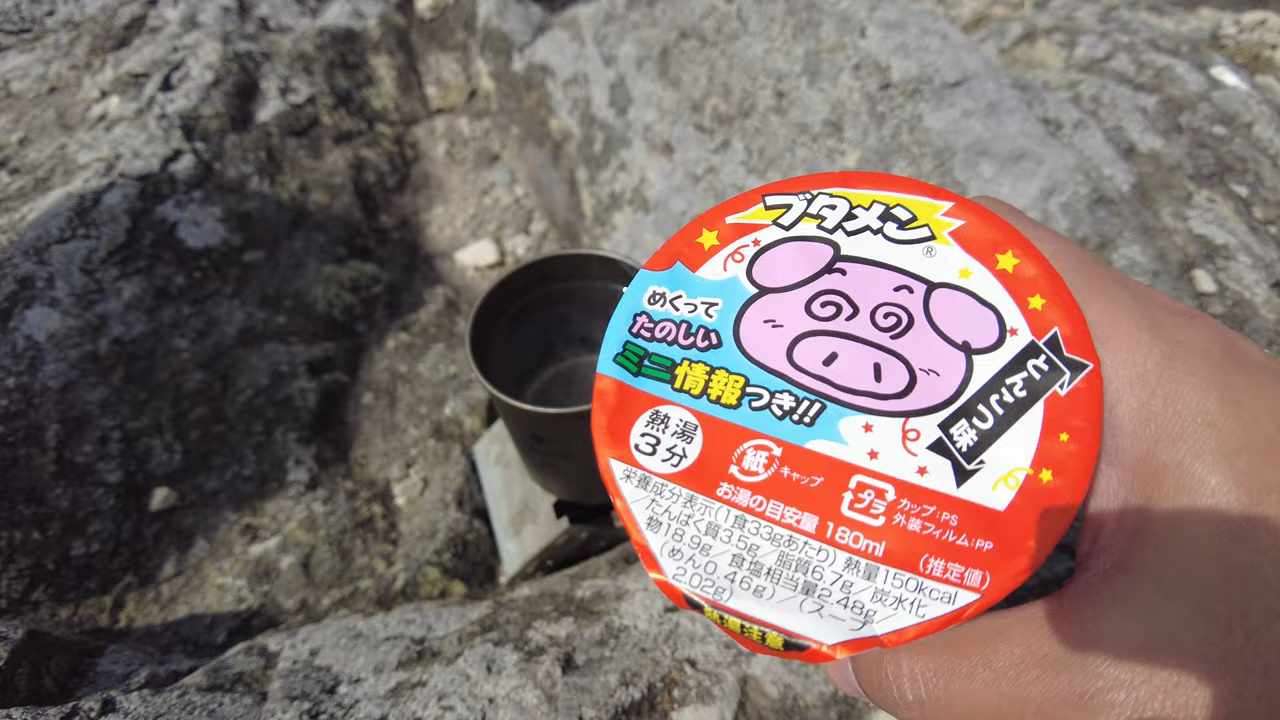 ブタメン
®
めくって
たのしい
ミニ情報つき!!
とんこつ味
熱湯
3分
紙
キャップ
プラ
カップ:PS
外装フィルム:PP
お湯の目安量 180ml
(推定値)
栄養成分表示(1食33gあたり) 熱量150kcal
/たんぱく質3.5g/脂質6.7g/炭水化
物18.9g/食塩相当量2.48g
(めん0.46g)/(スープ
2.02g)
熱湯注意